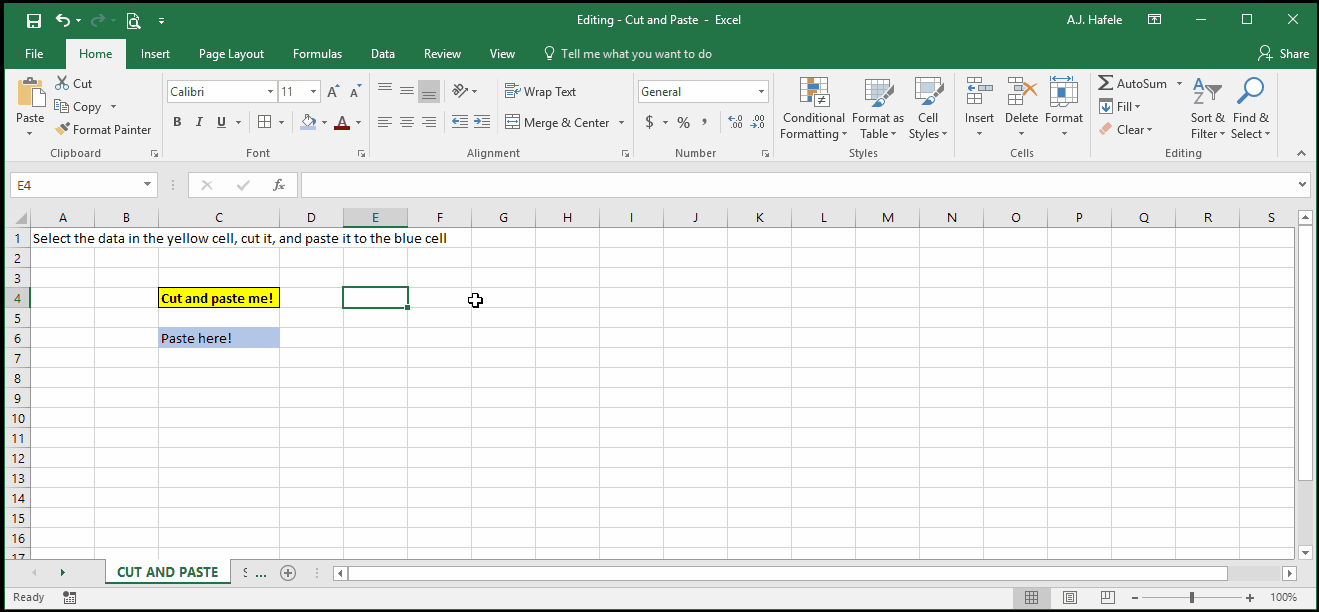 Editing - Cut and Paste - Excel
A.J. Hafele
File Home Insert Page Layout Formulas Data Review View Tell me what you want to do Share
Paste
Cut
Copy
Format Painter
Clipboard
Calibri 11
A A
B I U A
Font
Wrap Text
Merge & Center
Alignment
General
$ % ,
.00 .0
Number
Conditional Formatting
Format as Table
Cell Styles
Styles
Insert
Delete
Format
Cells
AutoSum
Fill
Clear
Sort & Filter
Find & Select
Editing
E4
fx
A B C D E F G H I J K L M N O P Q R S
1 Select the data in the yellow cell, cut it, and paste it to the blue cell
2
3
4 Cut and paste me!
5
6 Paste here!
7
8
9
10
11
12
13
14
15
16
17
CUT AND PASTE S ...
Ready
100%